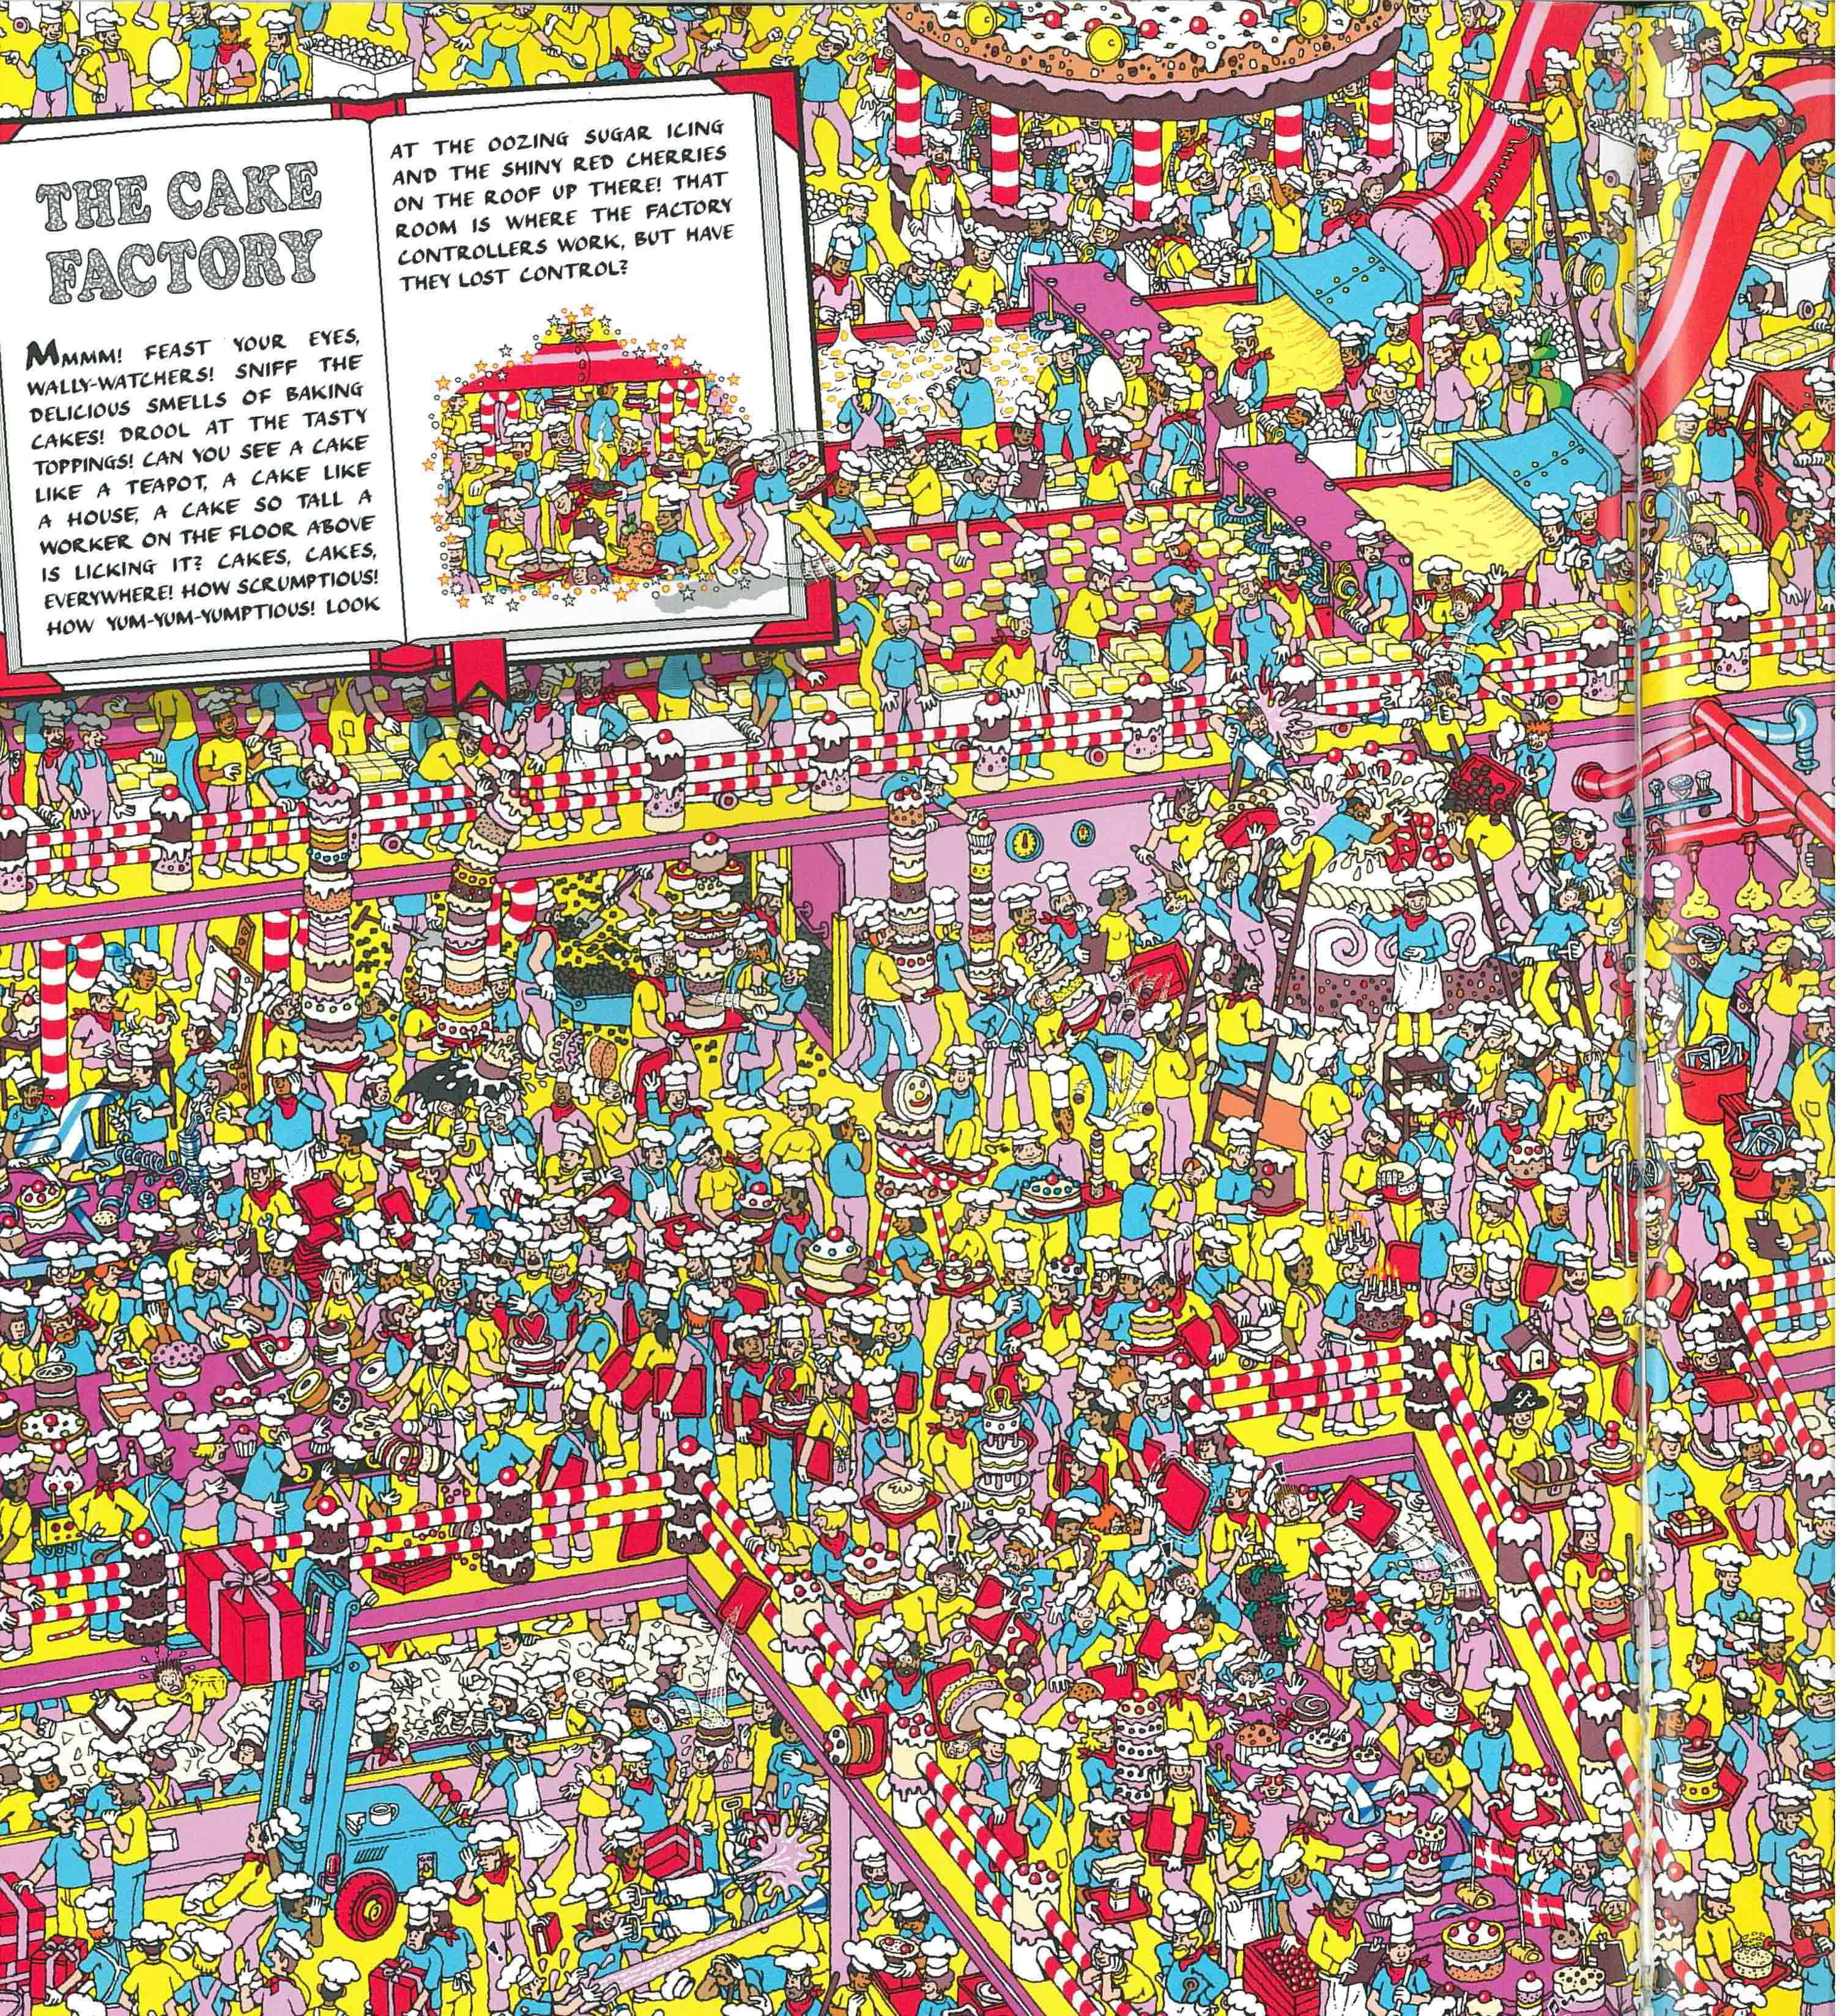 THE CAKE
FACTORY
MMMMM! FEAST YOUR EYES,
WALLY-WATCHERS! SNIFF THE
DELICIOUS SMELLS OF BAKING
CAKES! DROOL AT THE TASTY
TOPPINGS! CAN YOU SEE A CAKE
LIKE A TEAPOT, A CAKE LIKE
A HOUSE, A CAKE SO TALL A
WORKER ON THE FLOOR ABOVE
IS LICKING IT? CAKES, CAKES,
EVERYWHERE! HOW SCRUMPTIOUS!
HOW YUM-YUM-YUMPTIOUS! LOOK
AT THE OOZING SUGAR ICING
AND THE SHINY RED CHERRIES
ON THE ROOF UP THERE! THAT
ROOM IS WHERE THE FACTORY
CONTROLLERS WORK, BUT HAVE
THEY LOST CONTROL?